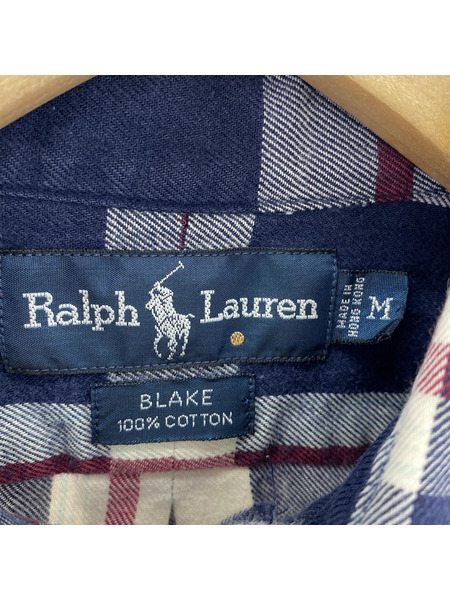 Ralph Lauren
MADE IN
HONG KONG
M
BLAKE
100% COTTON